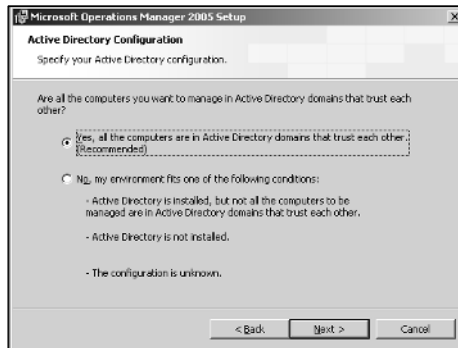 Microsoft Operations Manager 2005 Setup
Active Directory Configuration
Specify your Active Directory configuration.
Are all the computers you want to manage in Active Directory domains that trust each
other?
Yes, all the computers are in Active Directory domains that trust each other.
(Recommended)
No, my environment fits one of the following conditions:
- Active Directory is installed, but not all the computers to be
managed are in Active Directory domains that trust each other.
- Active Directory is not installed.
- The configuration is unknown.
< Back
Next >
Cancel